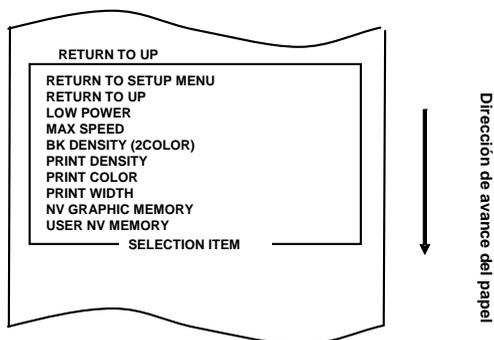 RETURN TO UP
RETURN TO SETUP MENU
RETURN TO UP
LOW POWER
MAX SPEED
BK DENSITY (2COLOR)
PRINT DENSITY
PRINT COLOR
PRINT WIDTH
NV GRAPHIC MEMORY
USER NV MEMORY
SELECTION ITEM
Dirección de avance del papel